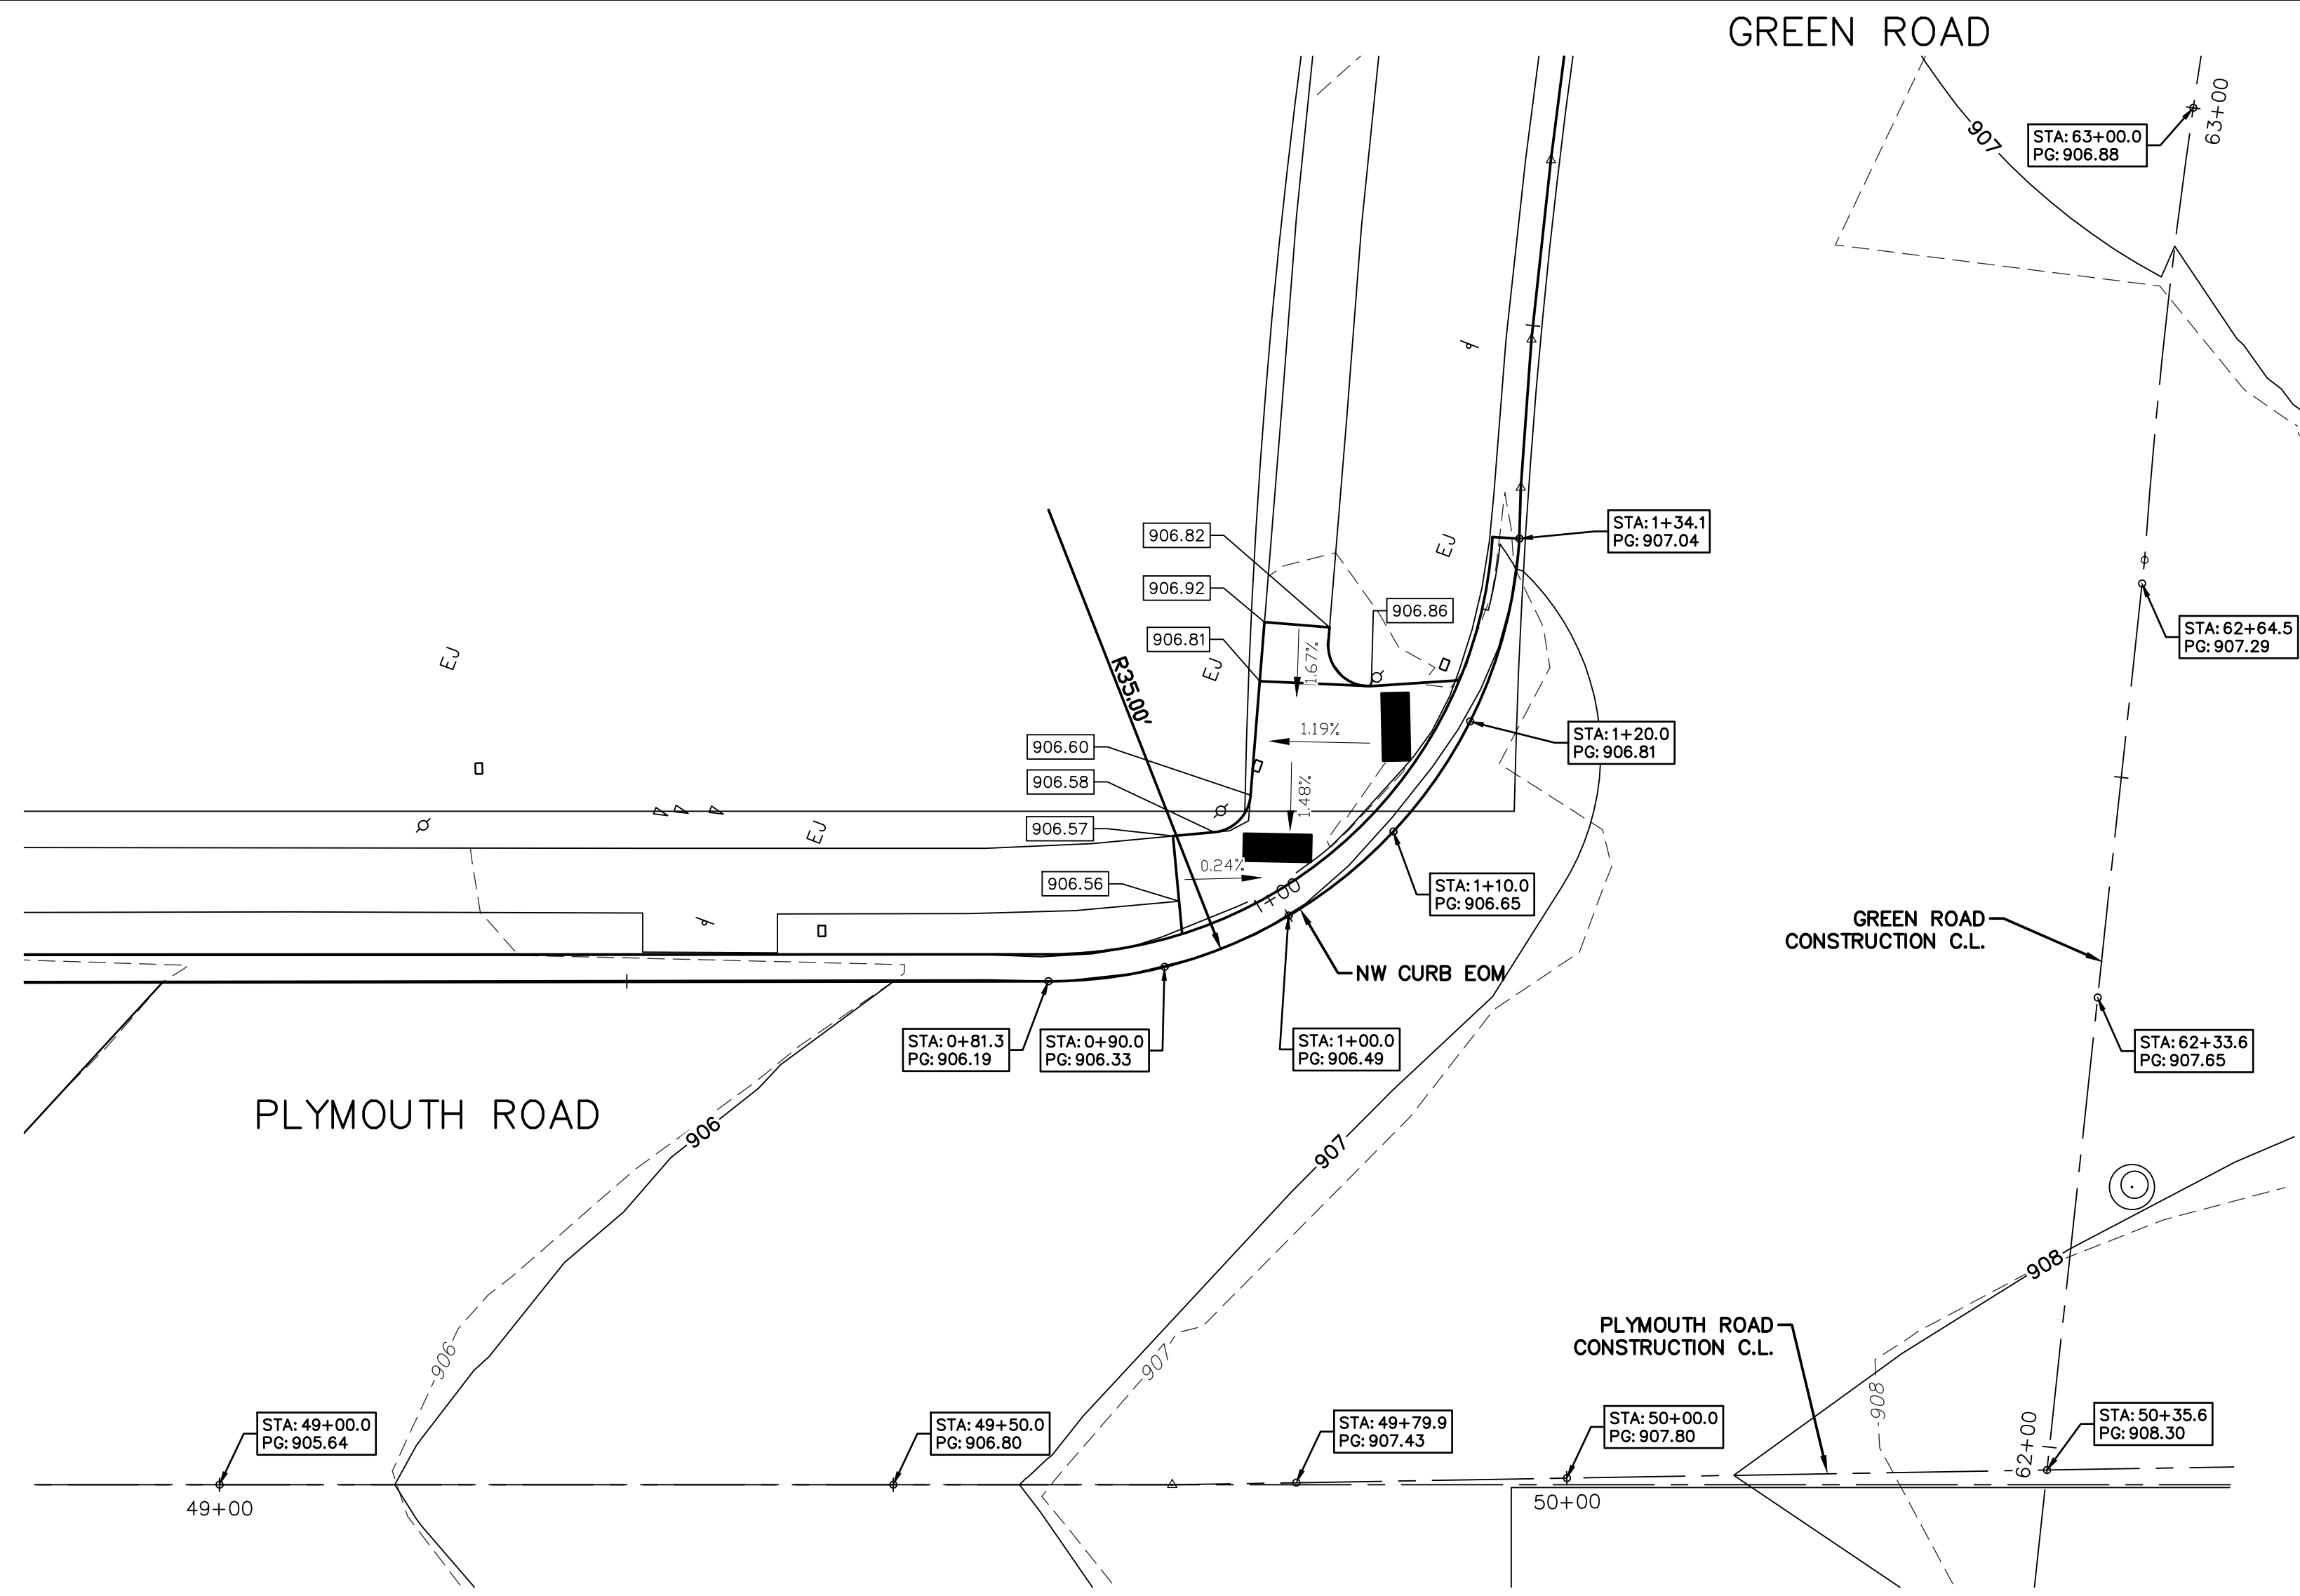 GREEN ROAD
63+00
907
STA: 63+00.0
PG: 906.88
STA: 1+34.1
PG: 907.04
906.82
EJ
906.92
906.86
STA: 62+64.5
PG: 907.29
906.81
1.67%
EJ
EJ
R35.00'
1.19%
STA: 1+20.0
PG: 906.81
906.60
906.58
1.48%
906.57
EJ
0.24%
906.56
1+00
STA: 1+10.0
PG: 906.65
GREEN ROAD
CONSTRUCTION C.L.
NW CURB EOM
STA: 0+81.3
PG: 906.19
STA: 0+90.0
PG: 906.33
STA: 1+00.0
PG: 906.49
STA: 62+33.6
PG: 907.65
PLYMOUTH ROAD
906
907
908
PLYMOUTH ROAD
CONSTRUCTION C.L.
906
907
908
STA: 49+00.0
PG: 905.64
STA: 49+50.0
PG: 906.80
STA: 49+79.9
PG: 907.43
STA: 50+00.0
PG: 907.80
STA: 50+35.6
PG: 908.30
62+00
49+00
50+00